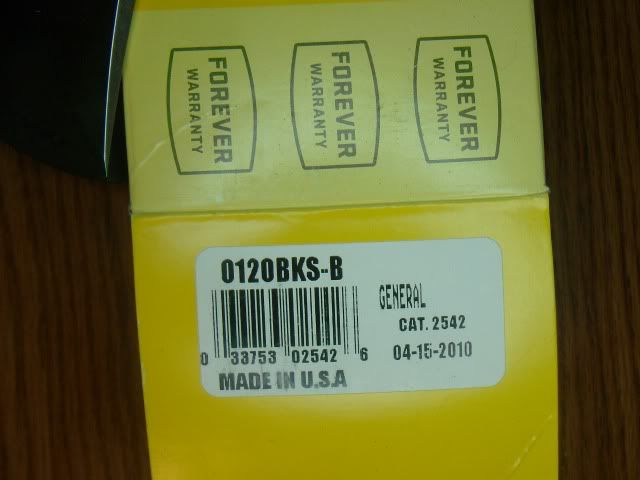 FOREVER
WARRANTY
FOREVER
WARRANTY
FOREVER
WARRANTY
0120BKS-B
GENERAL
CAT. 2542
0 33753 02542 6
04-15-2010
MADE IN U.S.A